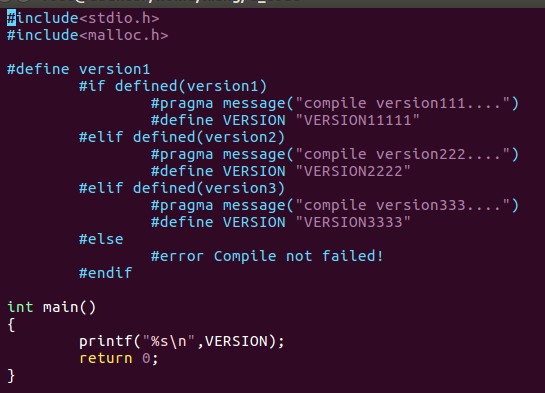 #include<stdio.h>
#include<malloc.h>
#define version1
#if defined(version1)
#pragma message("compile version111....")
#define VERSION "VERSION11111"
#elif defined(version2)
#pragma message("compile version222....")
#define VERSION "VERSION2222"
#elif defined(version3)
#pragma message("compile version333....")
#define VERSION "VERSION3333"
#else
#error Compile not failed!
#endif
int main()
{
printf("%s\n",VERSION);
return 0;
}